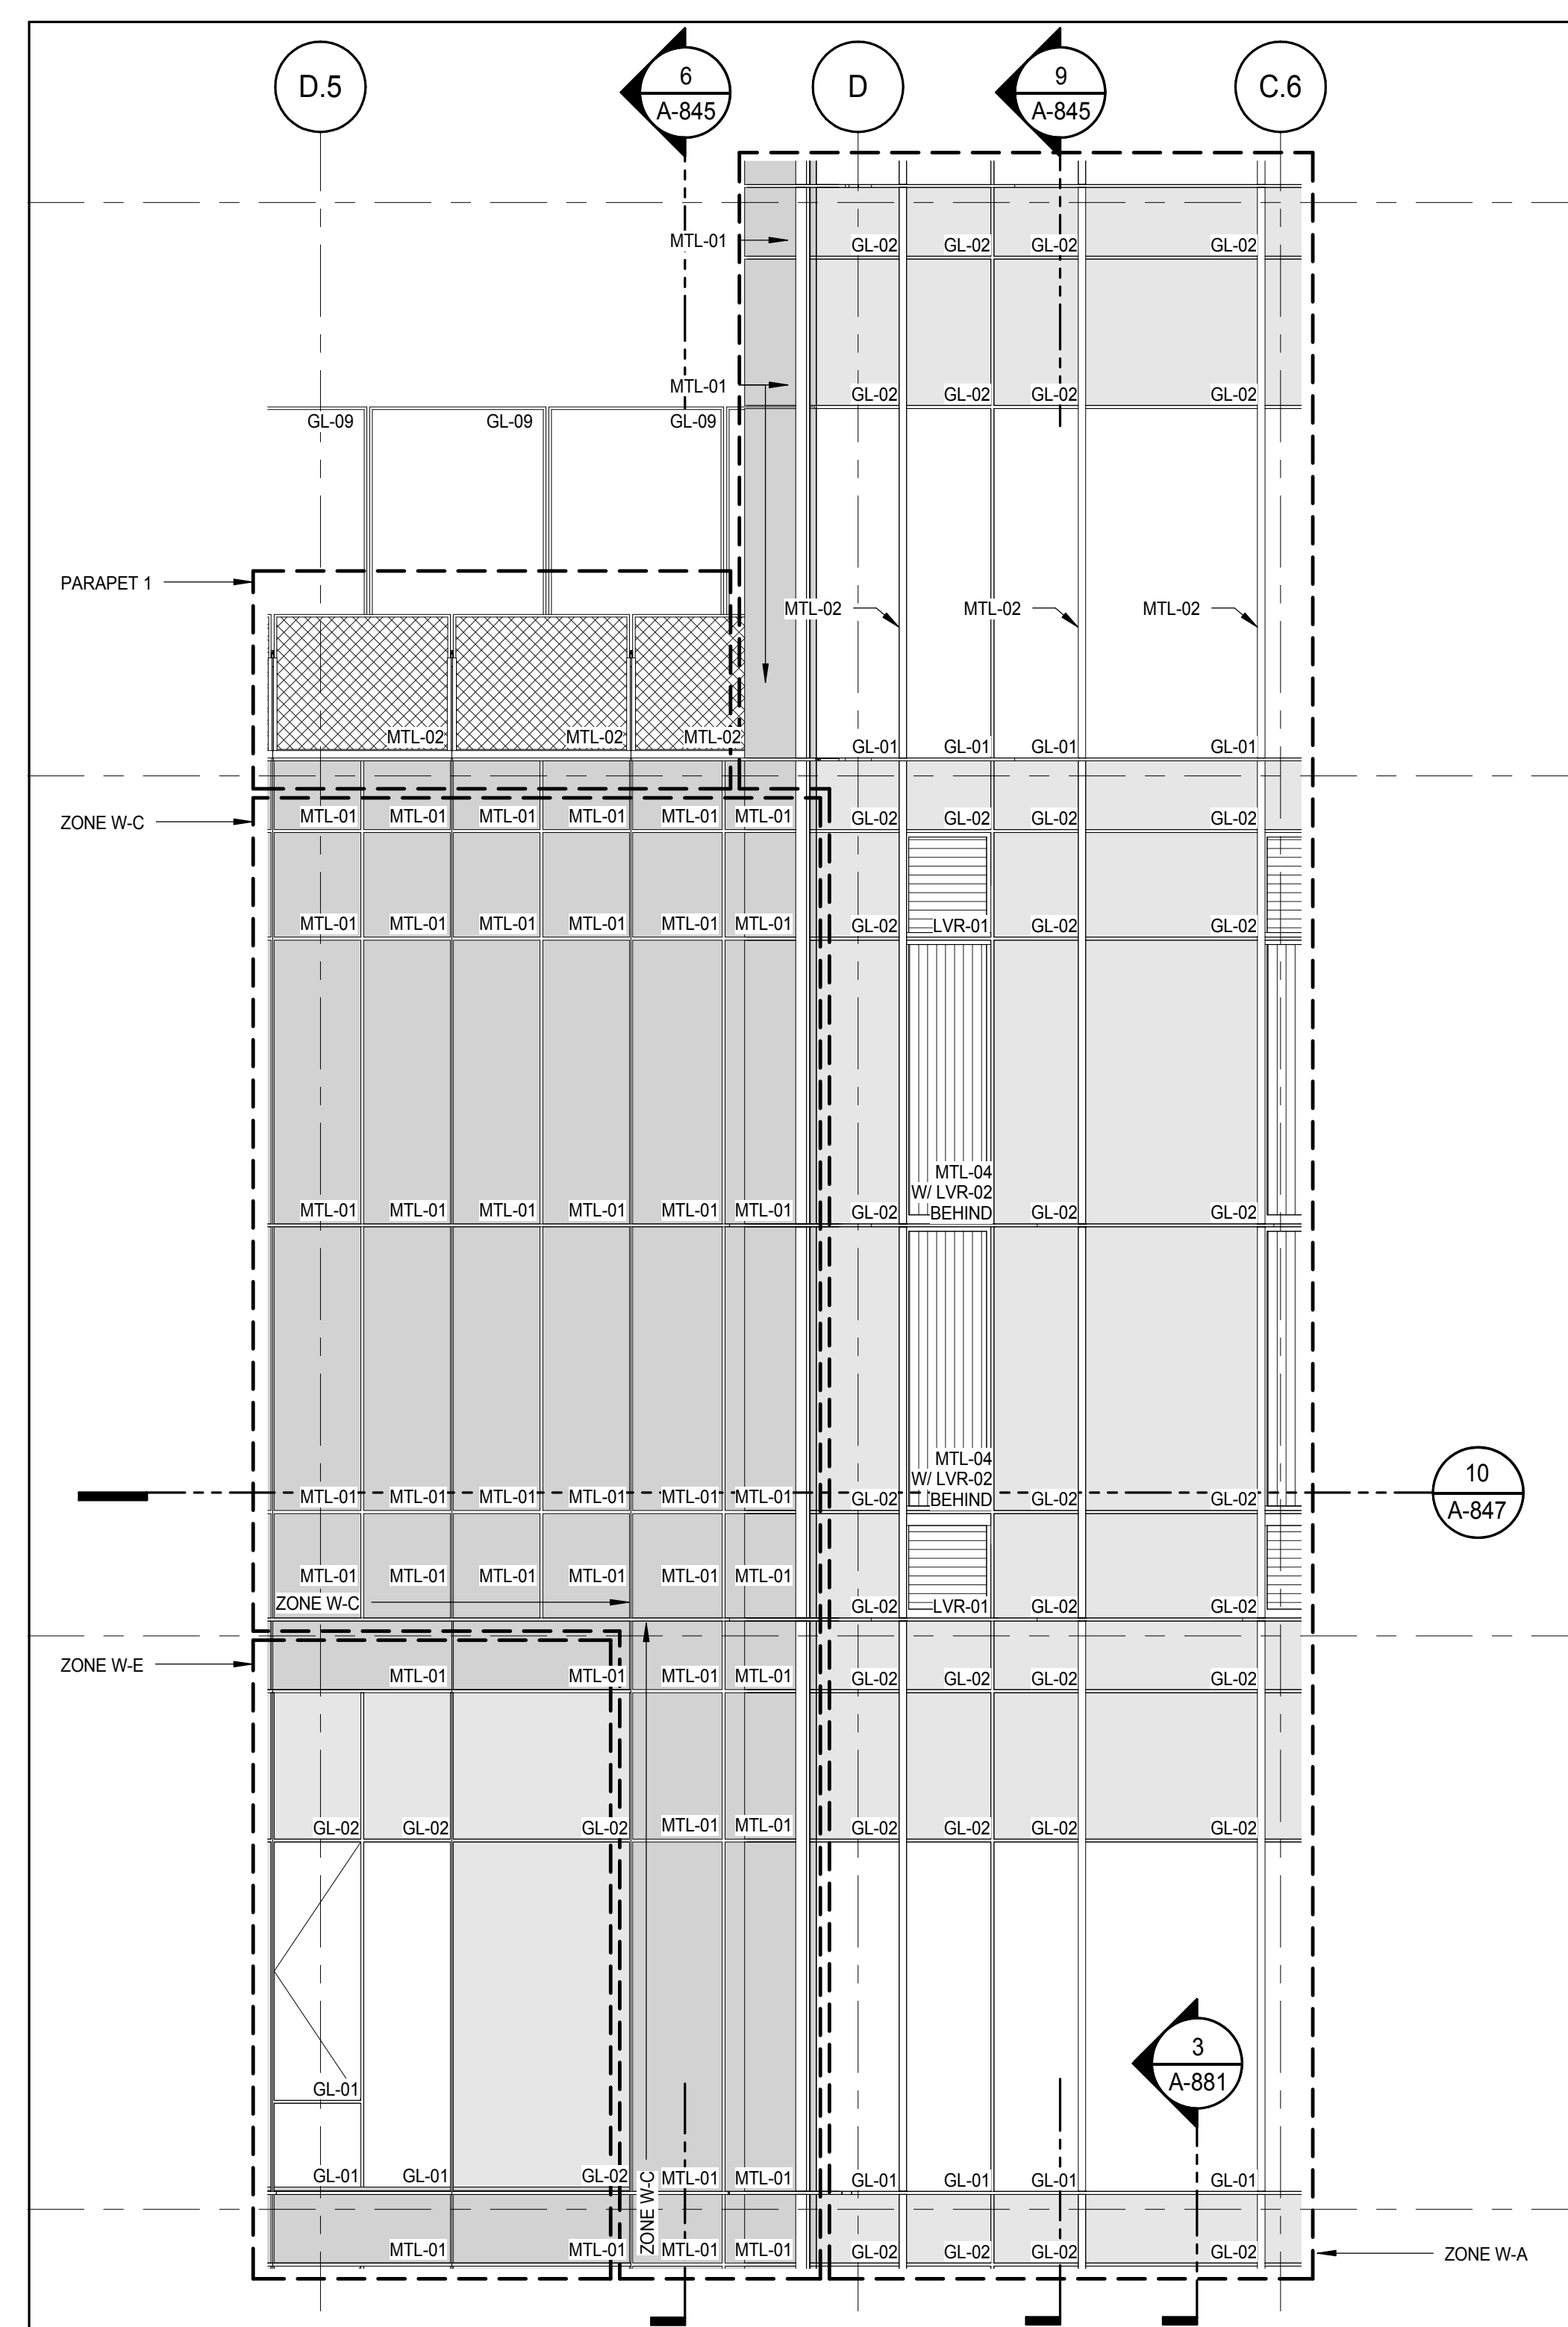 D.5
6
A-845
D
9
A-845
C.6
MTL-01
GL-02 GL-02 GL-02 GL-02
MTL-01
GL-02 GL-02 GL-02 GL-02
GL-09 GL-09 GL-09
PARAPET 1
MTL-02 MTL-02 MTL-02
MTL-02 MTL-02 MTL-02
GL-01 GL-01 GL-01 GL-01
ZONE W-C
MTL-01 MTL-01 MTL-01 MTL-01 MTL-01 MTL-01 GL-02 GL-02 GL-02 GL-02
MTL-01 MTL-01 MTL-01 MTL-01 MTL-01 MTL-01 GL-02 LVR-01 GL-02 GL-02
MTL-04
W/ LVR-02
BEHIND
MTL-01 MTL-01 MTL-01 MTL-01 MTL-01 MTL-01 GL-02 GL-02 GL-02
MTL-04
W/ LVR-02
BEHIND
MTL-01 MTL-01 MTL-01 MTL-01 MTL-01 MTL-01 GL-02 GL-02 GL-02
10
A-847
MTL-01 MTL-01 MTL-01 MTL-01 MTL-01 MTL-01
ZONE W-C
GL-02 LVR-01 GL-02 GL-02
ZONE W-E
MTL-01 MTL-01 MTL-01 MTL-01 GL-02 GL-02 GL-02 GL-02
GL-02 GL-02 GL-02 MTL-01 MTL-01 GL-02 GL-02 GL-02 GL-02
3
A-881
GL-01
GL-01 GL-01 GL-02 MTL-01 MTL-01 GL-01 GL-01 GL-01 GL-01
ZONE W-C
MTL-01 MTL-01 MTL-01 MTL-01 GL-02 GL-02 GL-02 GL-02
ZONE W-A